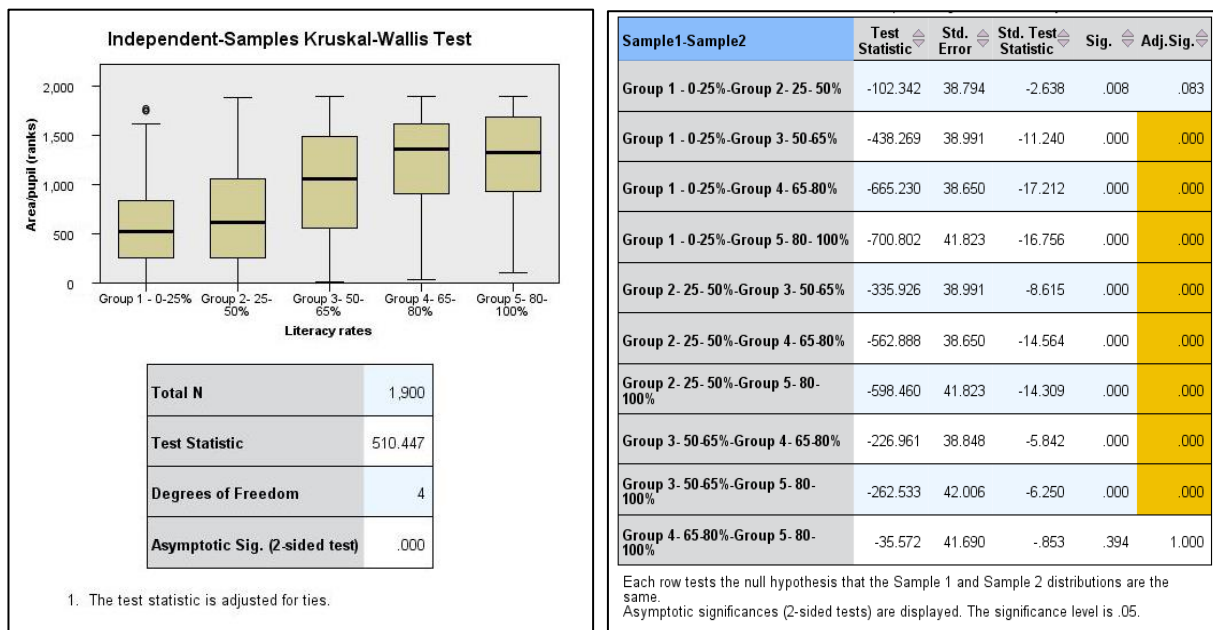 Independent-Samples Kruskal-Wallis Test
Area/pupil (ranks)
2,000
1,500
1,000
500
0
Group 1 - 0-25%
Group 2- 25-
50%
Group 3- 50-
65%
Group 4- 65-
80%
Group 5- 80-
100%
Literacy rates
Total N 1,900
Test Statistic 510.447
Degrees of Freedom 4
Asymptotic Sig. (2-sided test) .000
1. The test statistic is adjusted for ties.
Sample1-Sample2 Test Statistic Std. Error Std. Test Statistic Sig. Adj.Sig.
Group 1 - 0-25%-Group 2- 25- 50% -102.342 38.794 -2.638 .008 .083
Group 1 - 0-25%-Group 3- 50-65% -438.269 38.991 -11.240 .000 .000
Group 1 - 0-25%-Group 4- 65-80% -665.230 38.650 -17.212 .000 .000
Group 1 - 0-25%-Group 5- 80- 100% -700.802 41.823 -16.756 .000 .000
Group 2- 25- 50%-Group 3- 50-65% -335.926 38.991 -8.615 .000 .000
Group 2- 25- 50%-Group 4- 65-80% -562.888 38.650 -14.564 .000 .000
Group 2- 25- 50%-Group 5- 80-
100% -598.460 41.823 -14.309 .000 .000
Group 3- 50-65%-Group 4- 65-80% -226.961 38.848 -5.842 .000 .000
Group 3- 50-65%-Group 5- 80-
100% -262.533 42.006 -6.250 .000 .000
Group 4- 65-80%-Group 5- 80-
100% -35.572 41.690 -.853 .394 1.000
Each row tests the null hypothesis that the Sample 1 and Sample 2 distributions are the
same.
Asymptotic significances (2-sided tests) are displayed. The significance level is .05.